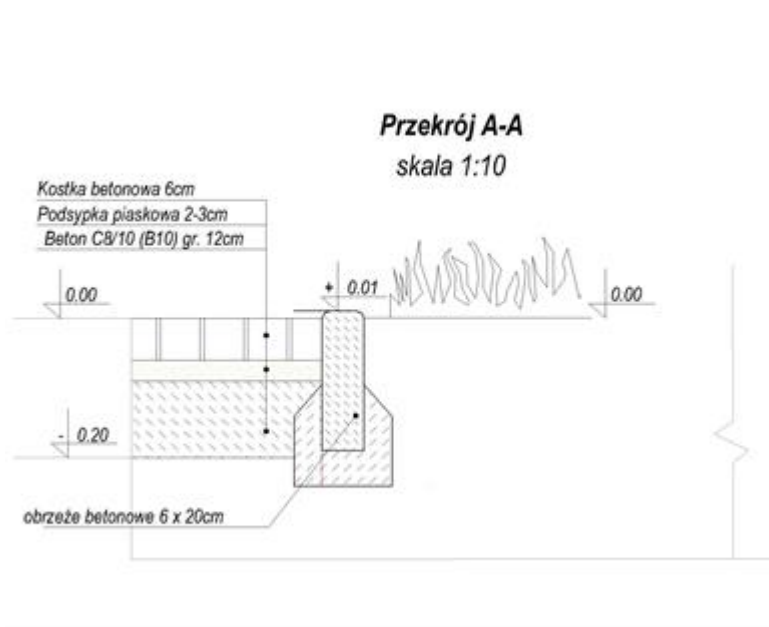 Przekrój A-A
skala 1:10
Kostka betonowa 6cm
Podsypka piaskowa 2-3cm
Beton C8/10 (B10) gr. 12cm
0.00
+ 0.01
0.00
- 0.20
obrzeże betonowe 6 x 20cm